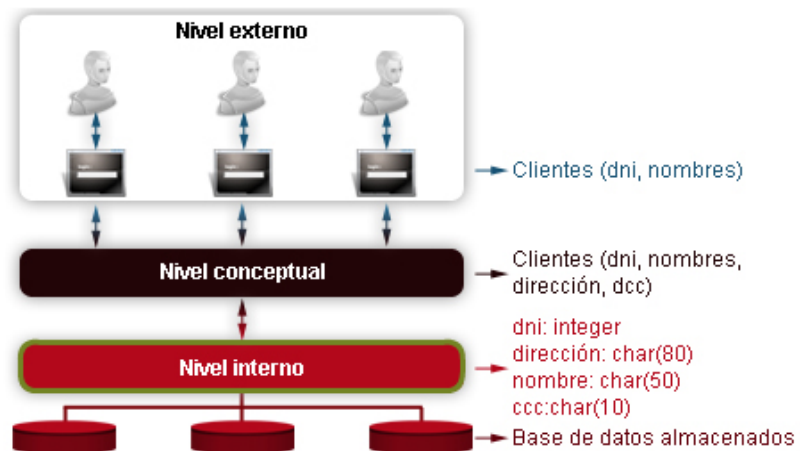 Nivel externo
Clientes (dni, nombres)
Nivel conceptual
Clientes (dni, nombres,
dirección, dcc)
Nivel interno
dni: integer
dirección: char(80)
nombre: char(50)
ccc:char(10)
Base de datos almacenados